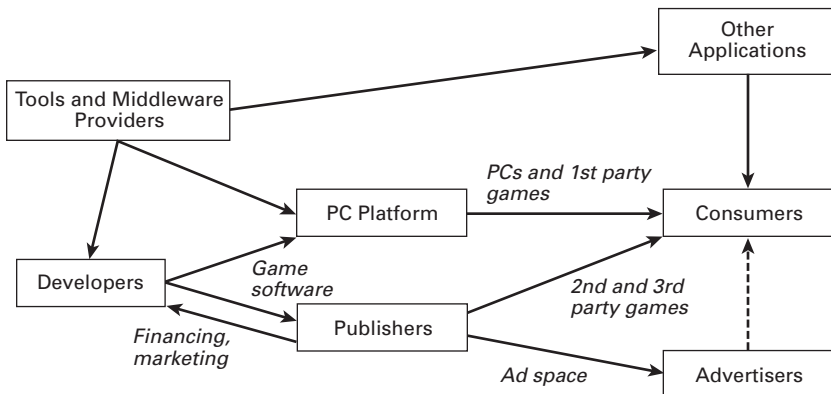 Other
Applications
Tools and Middleware
Providers
PCs and 1st party
games
PC Platform
Consumers
Developers
Game
software
2nd and 3rd
party games
Publishers
Financing,
marketing
Ad space
Advertisers